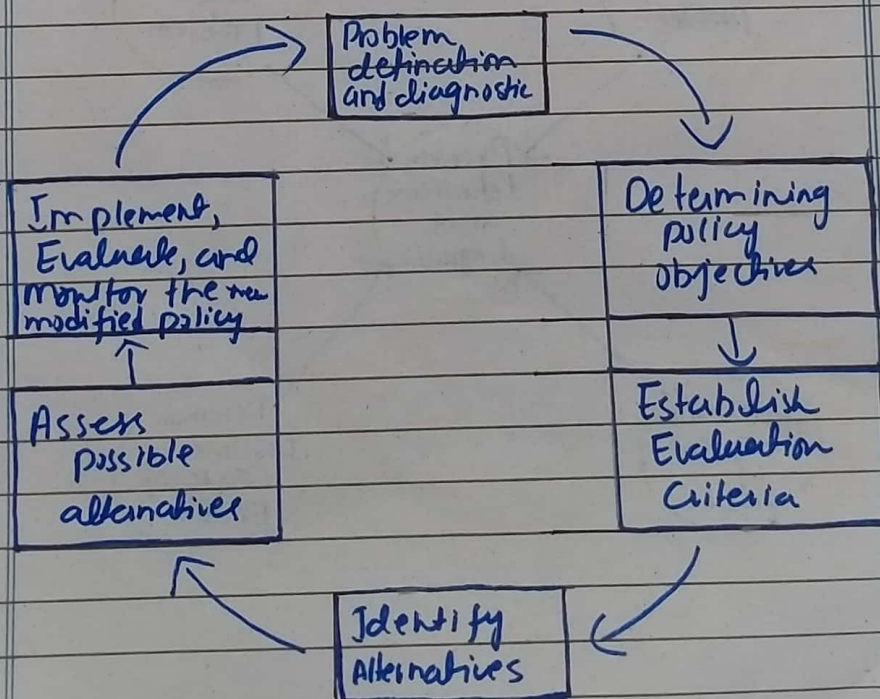 Problem
defination
and diagnostic
Determining
policy
objectives
Establish
Evaluation
Criteria
Identify
Alternatives
Assess
possible
alternatives
Implement,
Evaluate, and
monitor the new
modified policy